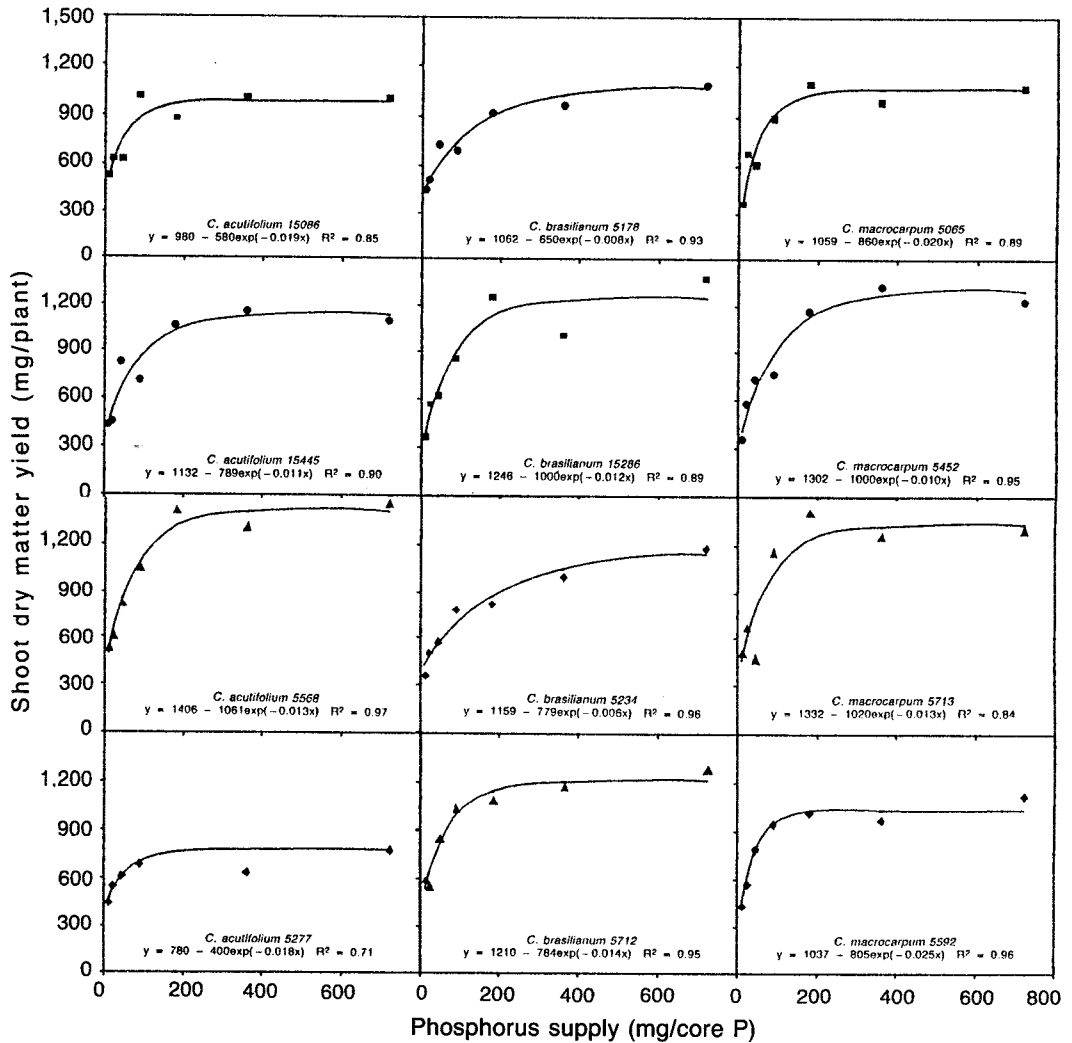 1,500
1,200
900
600
300
0
C. acutifolium 15086
y = 980 − 580exp(−0.019x) R² = 0.85
C. brasilianum 5178
y = 1062 − 650exp(−0.008x) R² = 0.93
C. macrocarpum 5065
y = 1059 − 860exp(−0.020x) R² = 0.89
1,200
900
600
300
0
C. acutifolium 15445
y = 1132 − 789exp(−0.011x) R² = 0.90
C. brasilianum 15286
y = 1246 − 1000exp(−0.012x) R² = 0.89
C. macrocarpum 5452
y = 1302 − 1000exp(−0.010x) R² = 0.95
1,200
900
600
300
0
C. acutifolium 5568
y = 1406 − 1061exp(−0.013x) R² = 0.97
C. brasilianum 5234
y = 1159 − 779exp(−0.006x) R² = 0.96
C. macrocarpum 5713
y = 1332 − 1020exp(−0.013x) R² = 0.84
1,200
900
600
300
0
C. acutifolium 5277
y = 780 − 400exp(−0.018x) R² = 0.71
C. brasilianum 5712
y = 1210 − 784exp(−0.014x) R² = 0.95
C. macrocarpum 5592
y = 1037 − 805exp(−0.025x) R² = 0.96
0 200 400 600 0 200 400 600 0 200 400 600 800
Shoot dry matter yield (mg/plant)
Phosphorus supply (mg/core P)